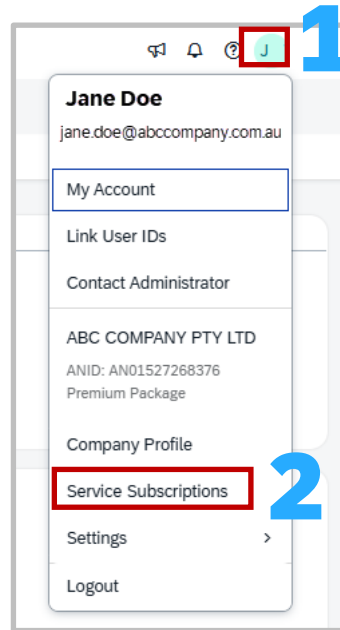 J
1
Jane Doe
jane.doe@abccompany.com.au
My Account
Link User IDs
Contact Administrator
ABC COMPANY PTY LTD
ANID: AN01527268376
Premium Package
Company Profile
Service Subscriptions
2
Settings
Logout